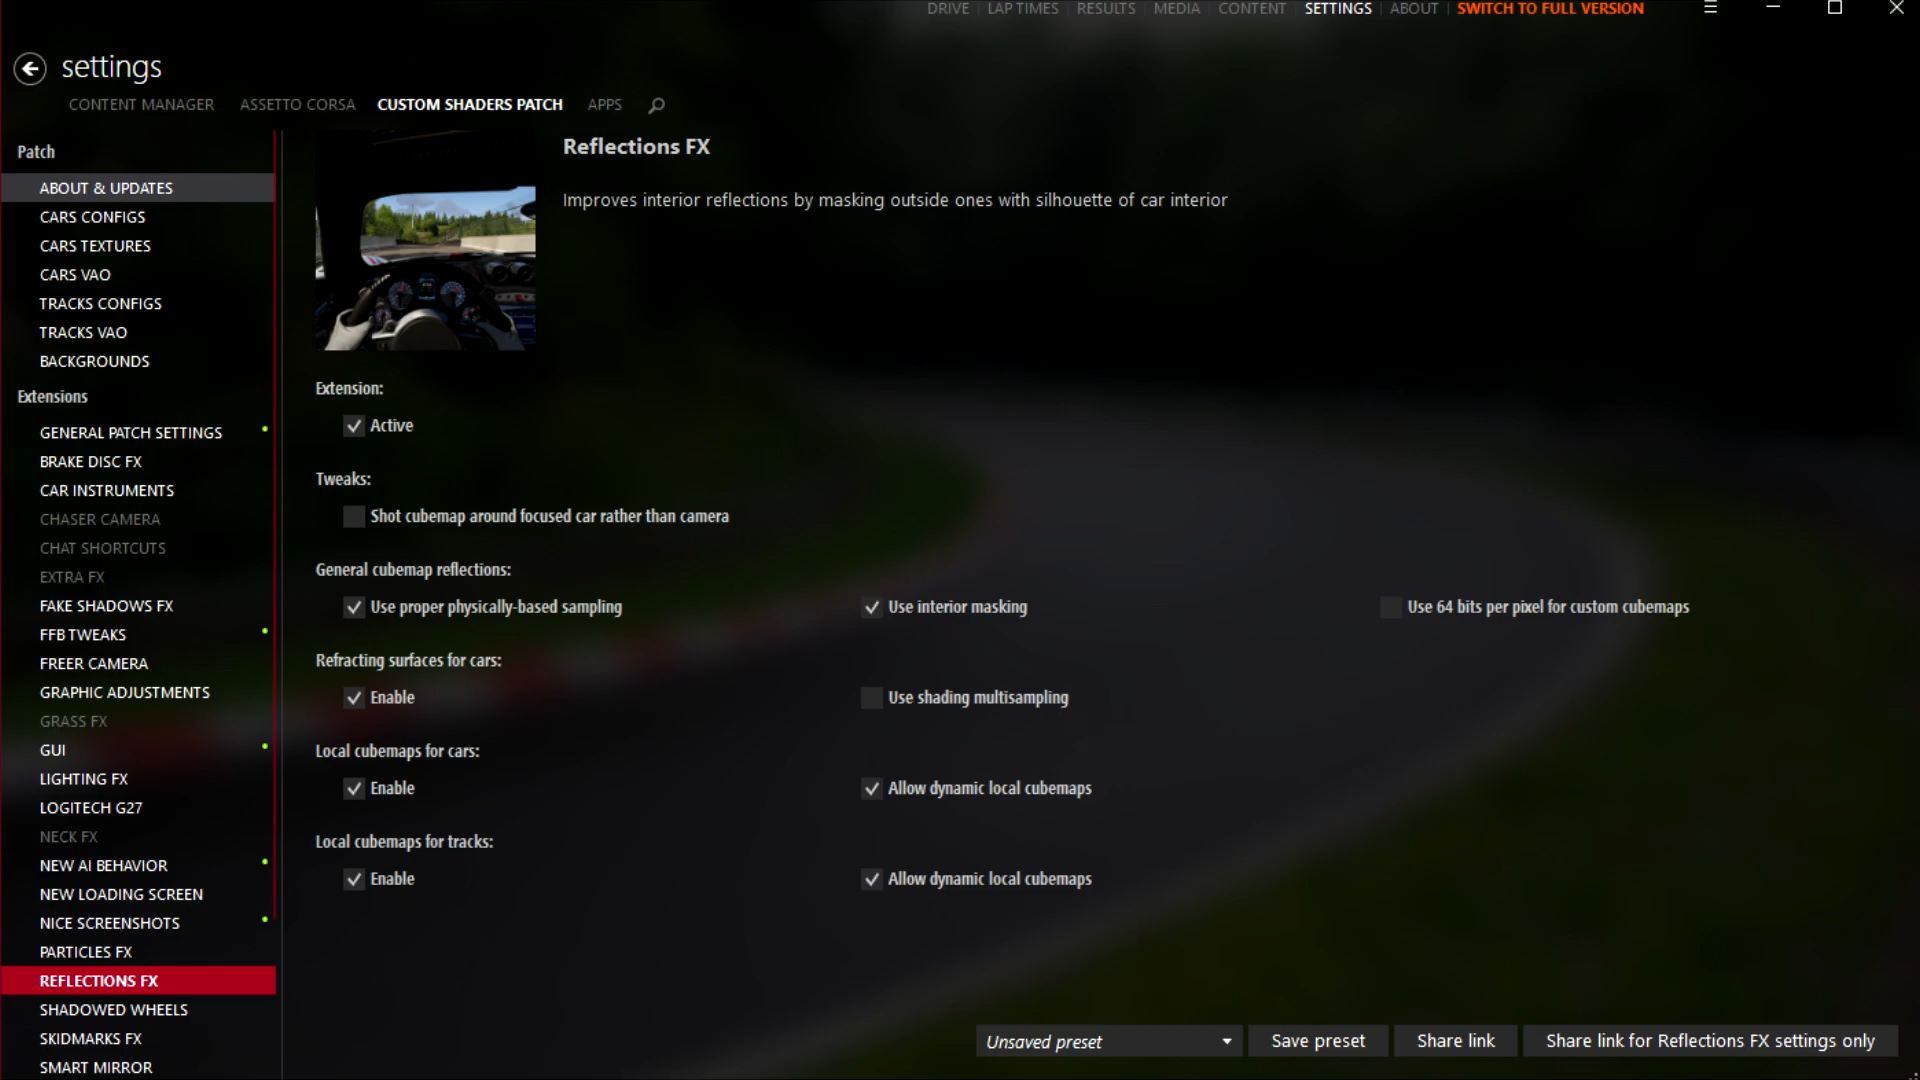 DRIVE | LAP TIMES | RESULTS | MEDIA | CONTENT | SETTINGS | ABOUT | SWITCH TO FULL VERSION
settings
CONTENT MANAGER ASSETTO CORSA CUSTOM SHADERS PATCH APPS
Patch
ABOUT & UPDATES
CARS CONFIGS
CARS TEXTURES
CARS VAO
TRACKS CONFIGS
TRACKS VAO
BACKGROUNDS
Extensions
GENERAL PATCH SETTINGS
BRAKE DISC FX
CAR INSTRUMENTS
CHASER CAMERA
CHAT SHORTCUTS
EXTRA FX
FAKE SHADOWS FX
FFB TWEAKS
FREER CAMERA
GRAPHIC ADJUSTMENTS
GRASS FX
GUI
LIGHTING FX
LOGITECH G27
NECK FX
NEW AI BEHAVIOR
NEW LOADING SCREEN
NICE SCREENSHOTS
PARTICLES FX
REFLECTIONS FX
SHADOWED WHEELS
SKIDMARKS FX
SMART MIRROR
Reflections FX
Improves interior reflections by masking outside ones with silhouette of car interior
Extension:
Active
Tweaks:
Shot cubemap around focused car rather than camera
General cubemap reflections:
Use proper physically-based sampling Use interior masking Use 64 bits per pixel for custom cubemaps
Refracting surfaces for cars:
Enable Use shading multisampling
Local cubemaps for cars:
Enable Allow dynamic local cubemaps
Local cubemaps for tracks:
Enable Allow dynamic local cubemaps
Unsaved preset Save preset Share link Share link for Reflections FX settings only